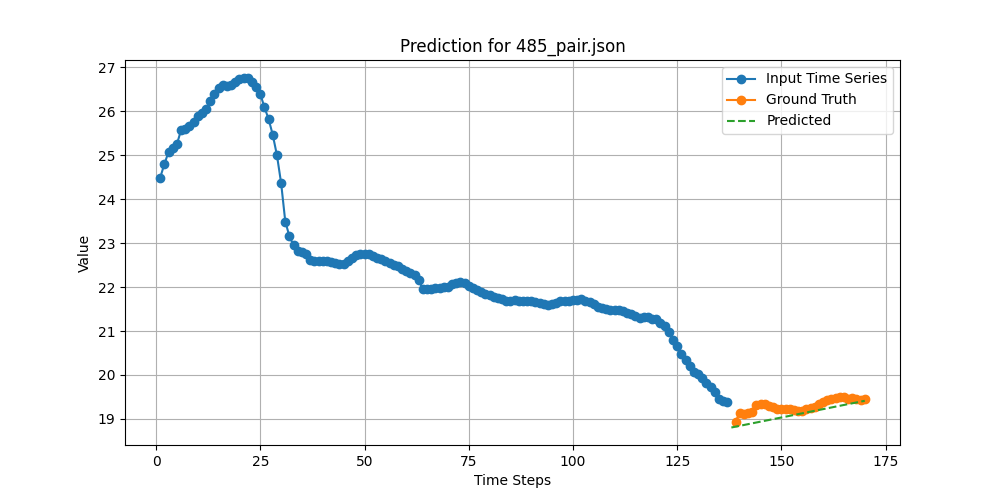 Prediction for 485_pair.json
Input Time Series
Ground Truth
Predicted
Value
27
26
25
24
23
22
21
20
19
0 25 50 75 100 125 150 175
Time Steps